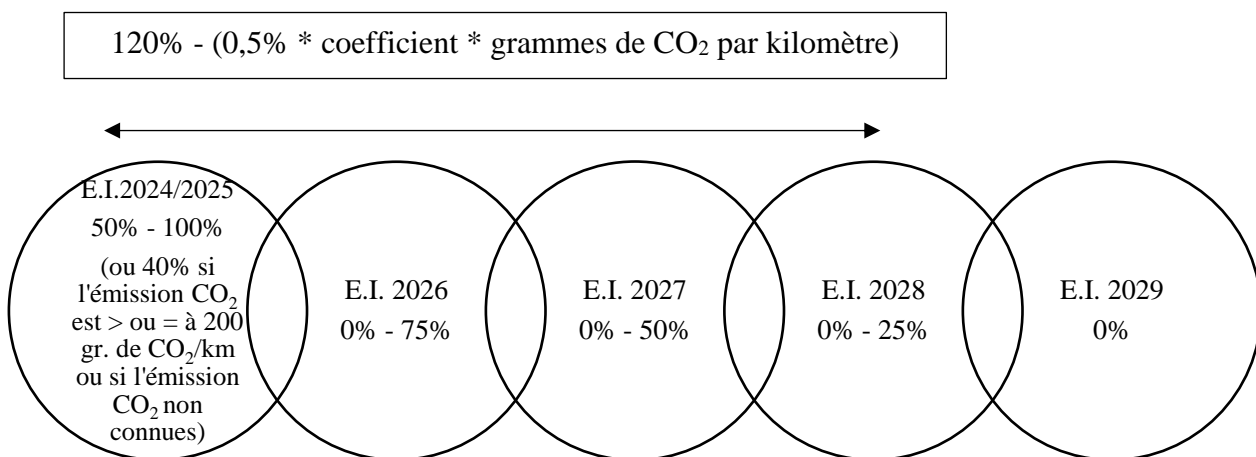 120% - (0,5% * coefficient * grammes de CO₂ par kilomètre)
E.I.2024/2025
50% - 100%
(ou 40% si
l'émission CO₂
est > ou = à 200
gr. de CO₂/km
ou si l'émission
CO₂ non
connues)
E.I. 2026
0% - 75%
E.I. 2027
0% - 50%
E.I. 2028
0% - 25%
E.I. 2029
0%